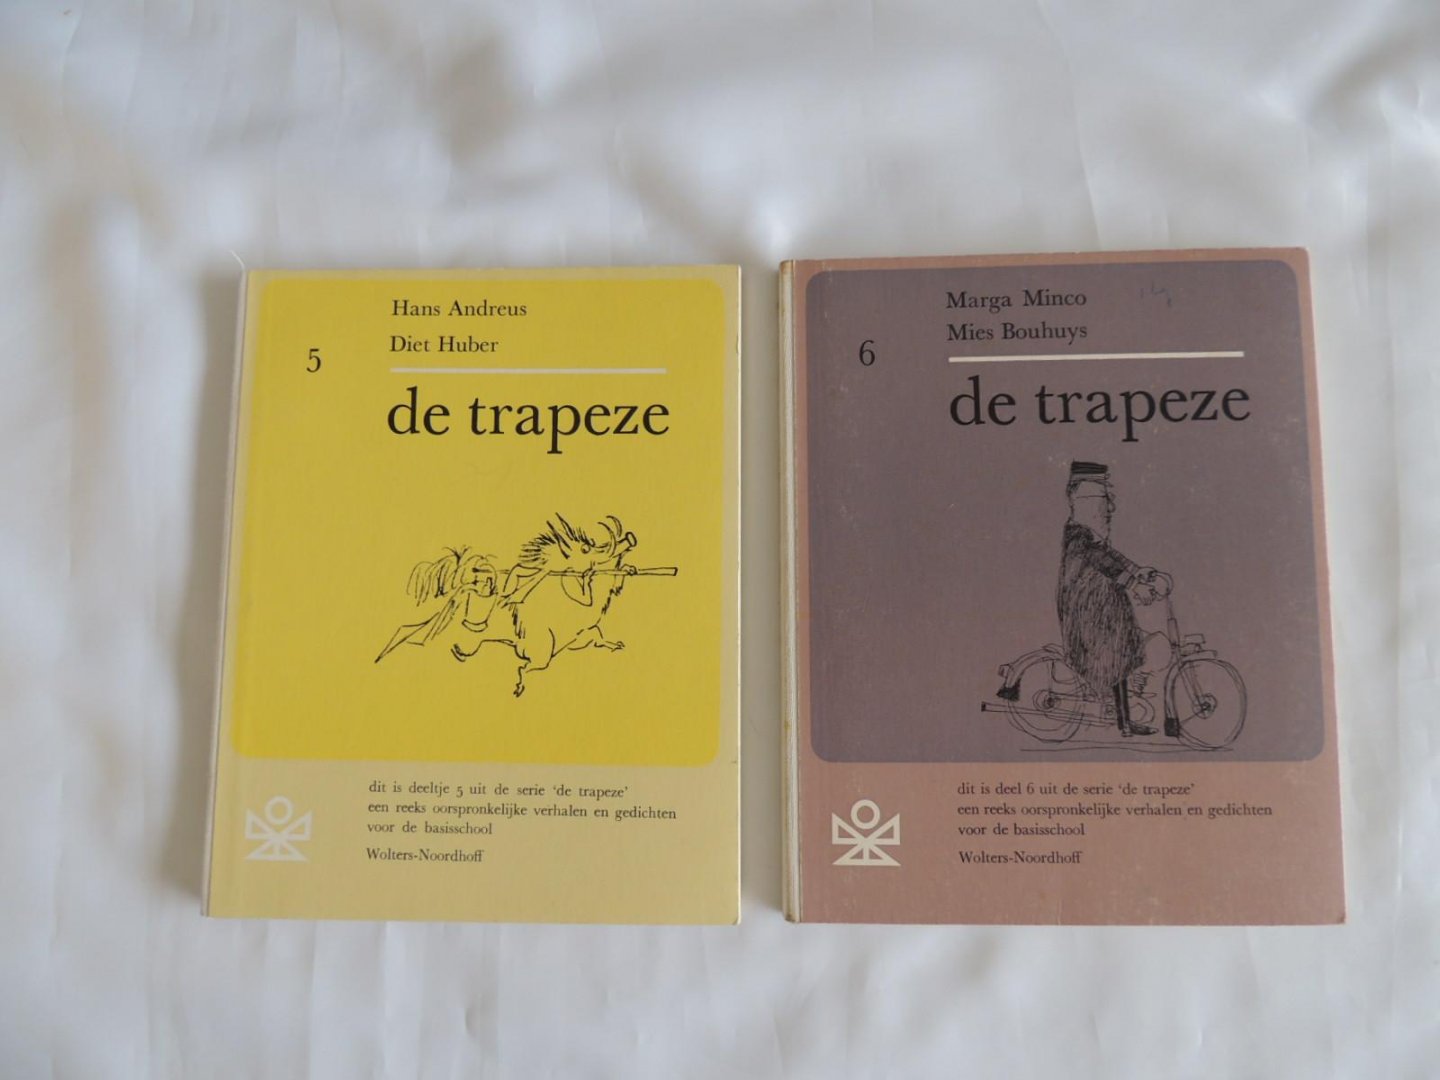 Hans Andreus
Diet Huber
5
de trapeze
dit is deeltje 5 uit de serie ‘de trapeze’
een reeks oorspronkelijke verhalen en gedichten
voor de basisschool
Wolters-Noordhoff
Marga Minco
Mies Bouhuys
6
de trapeze
dit is deel 6 uit de serie ‘de trapeze’
een reeks oorspronkelijke verhalen en gedichten
voor de basisschool
Wolters-Noordhoff